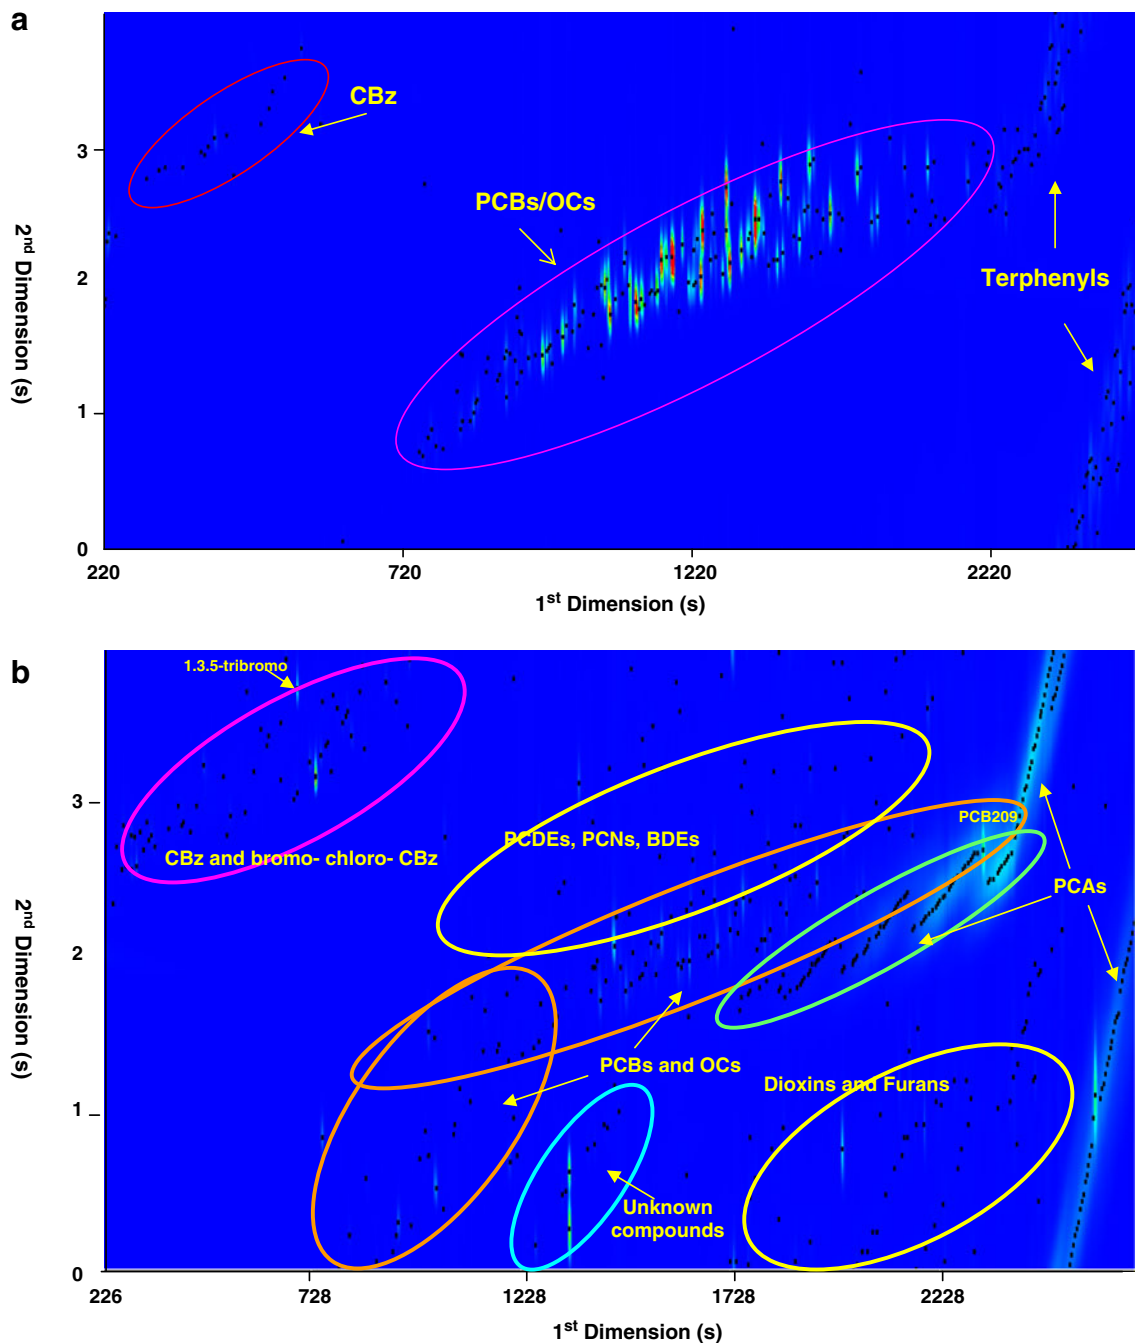 a
CBz
3
PCBs/OCs
2
Terphenyls
2nd Dimension (s)
1
0
220 720 1220 2220
1st Dimension (s)
b
1.3.5-tribromo
3
PCB209
PCDEs, PCNs, BDEs
CBz and bromo- chloro- CBz
PCAs
2
2nd Dimension (s)
PCBs and OCs
Dioxins and Furans
1
Unknown
compounds
0
226 728 1228 1728 2228
1st Dimension (s)